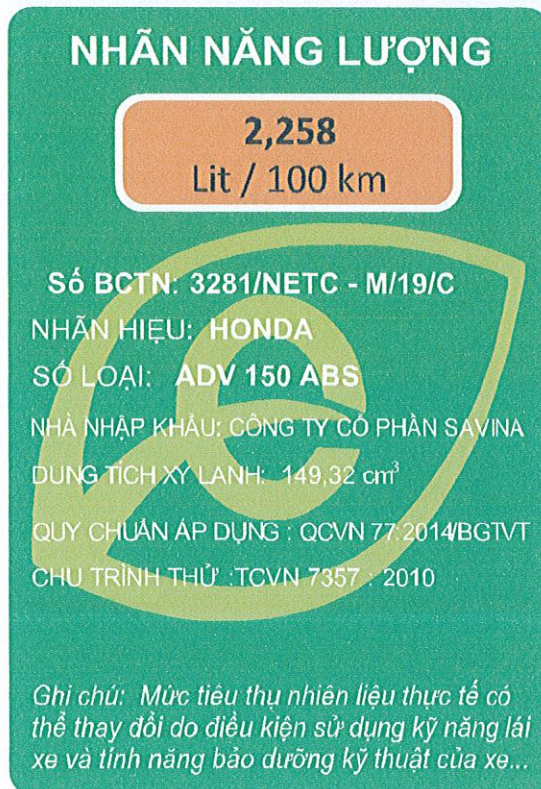 NHÃN NĂNG LƯỢNG
2,258
Lit / 100 km
Số BCTN: 3281/NETC - M/19/C
NHÃN HIỆU: HONDA
SỐ LOẠI: ADV 150 ABS
NHÀ NHẬP KHẨU: CÔNG TY CỔ PHẦN SAVINA
DUNG TÍCH XY LANH: 149,32 cm³
QUY CHUẨN ÁP DỤNG : QCVN 77:2014/BGTVT
CHU TRÌNH THỬ :TCVN 7357 : 2010
Ghi chú: Mức tiêu thụ nhiên liệu thực tế có
thể thay đổi do điều kiện sử dụng kỹ năng lái
xe và tính năng bảo dưỡng kỹ thuật của xe...